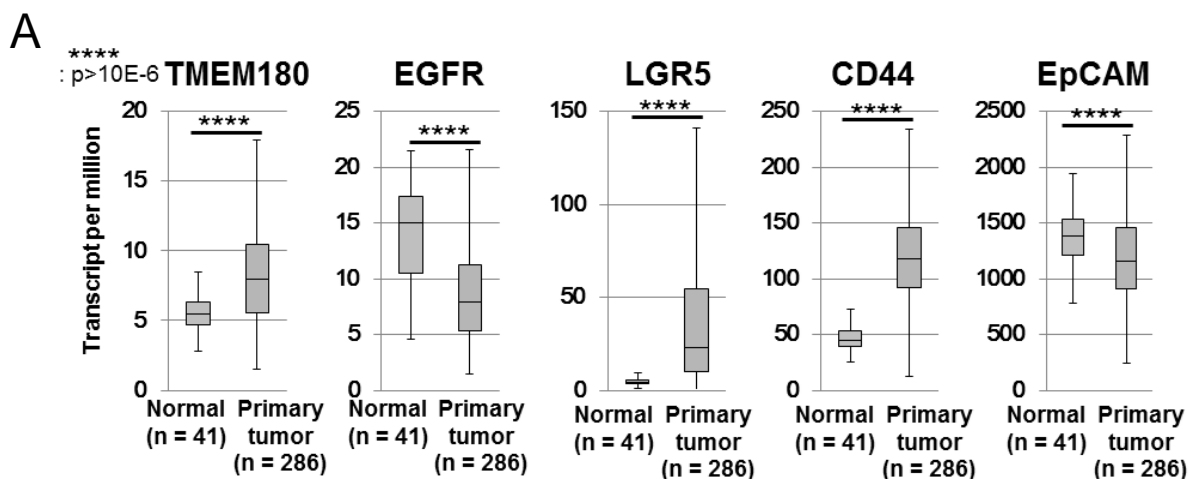 A
****
: p>10E-6
TMEM180
EGFR
LGR5
CD44
EpCAM
Transcript per million
20
15
10
5
0
****
Normal
(n = 41)
Primary
tumor
(n = 286)
25
20
15
10
5
0
****
Normal
(n = 41)
Primary
tumor
(n = 286)
150
100
50
0
****
Normal
(n = 41)
Primary
tumor
(n = 286)
250
200
150
100
50
0
****
Normal
(n = 41)
Primary
tumor
(n = 286)
2500
2000
1500
1000
500
0
****
Normal
(n = 41)
Primary
tumor
(n = 286)